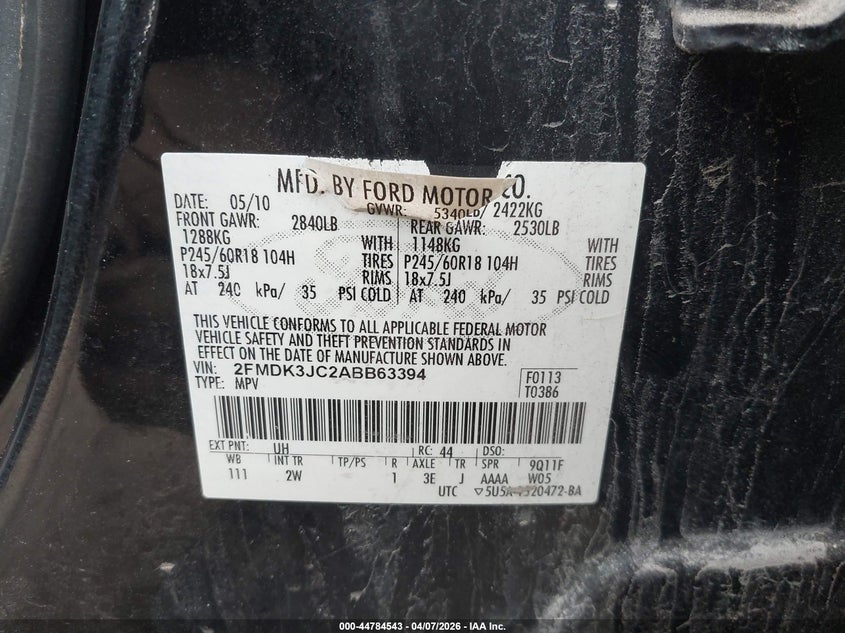 MFD. BY FORD MOTOR CO.
DATE: 05/10 GVWR: 5340LB/ 2422KG
FRONT GAWR: 2840LB REAR GAWR: 2530LB
1288KG WITH 1148KG WITH
P245/60R18 104H TIRES P245/60R18 104H TIRES
18x7.5J RIMS 18x7.5J RIMS
AT 240 kPa/ 35 PSI COLD AT 240 kPa/ 35 PSI COLD
THIS VEHICLE CONFORMS TO ALL APPLICABLE FEDERAL MOTOR
VEHICLE SAFETY AND THEFT PREVENTION STANDARDS IN
EFFECT ON THE DATE OF MANUFACTURE SHOWN ABOVE.
VIN: 2FMDK3JC2ABB63394
TYPE: MPV
F0113
T0386
EXT PNT: UH RC: 44 DSO:
WB INT TR TP/PS R AXLE TR SPR 9Q11F
111 2W 1 3E J AAAA W05
UTC ▽5U5A-1520472-BA
000-44784543 - 04/07/2026 - IAA Inc.